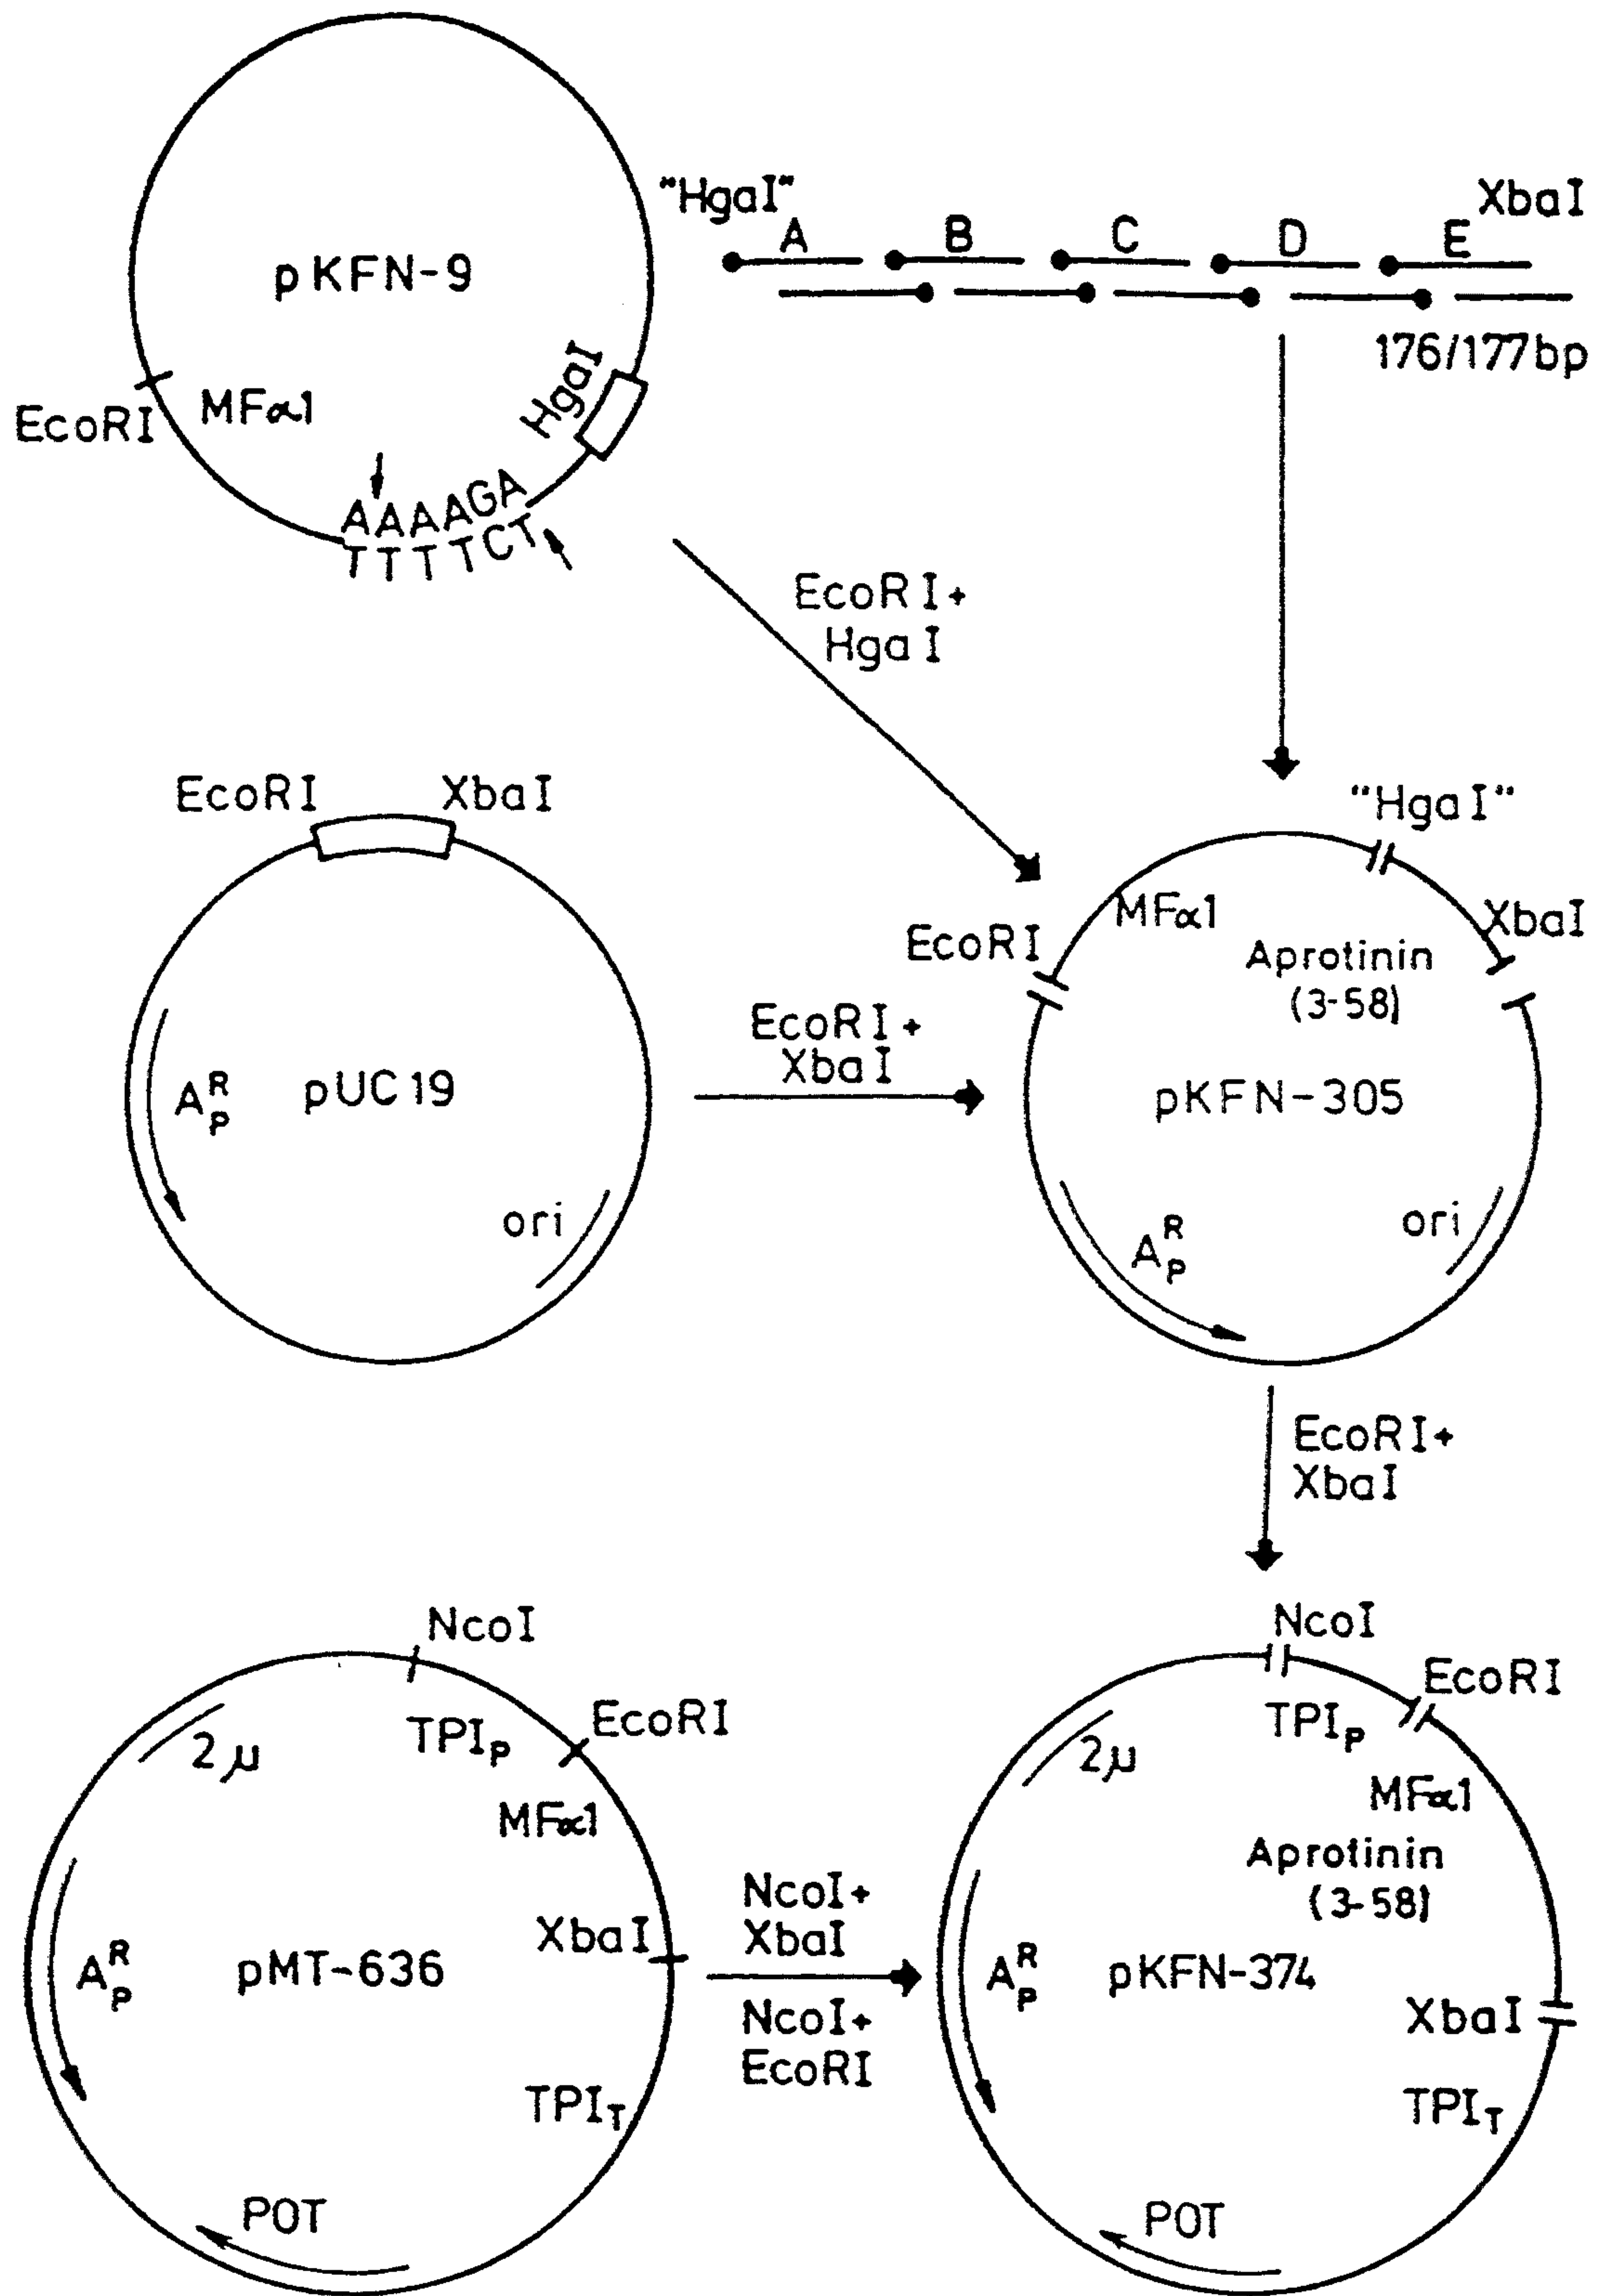 "HgaI"
XbaI
A B C D E
176/177bp
pKFN-9
HgaI
EcoRI
MFα1
AAAAGA
TTTTCT
EcoRI+
HgaI
EcoRI
XbaI
A_P^R
pUC19
ori
EcoRI+
XbaI
"HgaI"
MFα1
XbaI
EcoRI
Aprotinin
(3-58)
pKFN-305
A_P^R
ori
EcoRI+
XbaI
NcoI
EcoRI
2µ
TPI_P
MFα1
XbaI
A_P^R
pMT-636
TPI_T
POT
NcoI+
XbaI
NcoI+
EcoRI
NcoI
EcoRI
2µ
TPI_P
MFα1
Aprotinin
(3-58)
A_P^R
pKFN-374
XbaI
TPI_T
POT